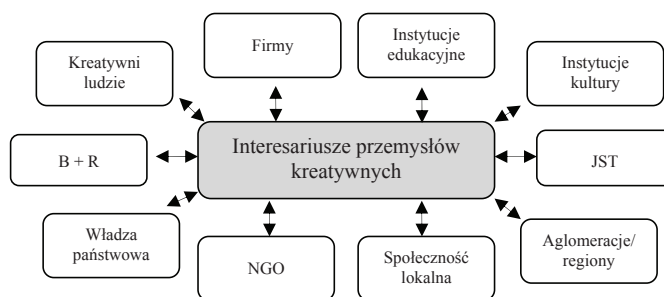 Firmy
Instytucje
edukacyjne
Kreatywni
ludzie
Instytucje
kultury
Interesariusze przemysłów
kreatywnych
B + R
JST
Władza
państwowa
NGO
Społeczność
lokalna
Aglomeracje/
regiony